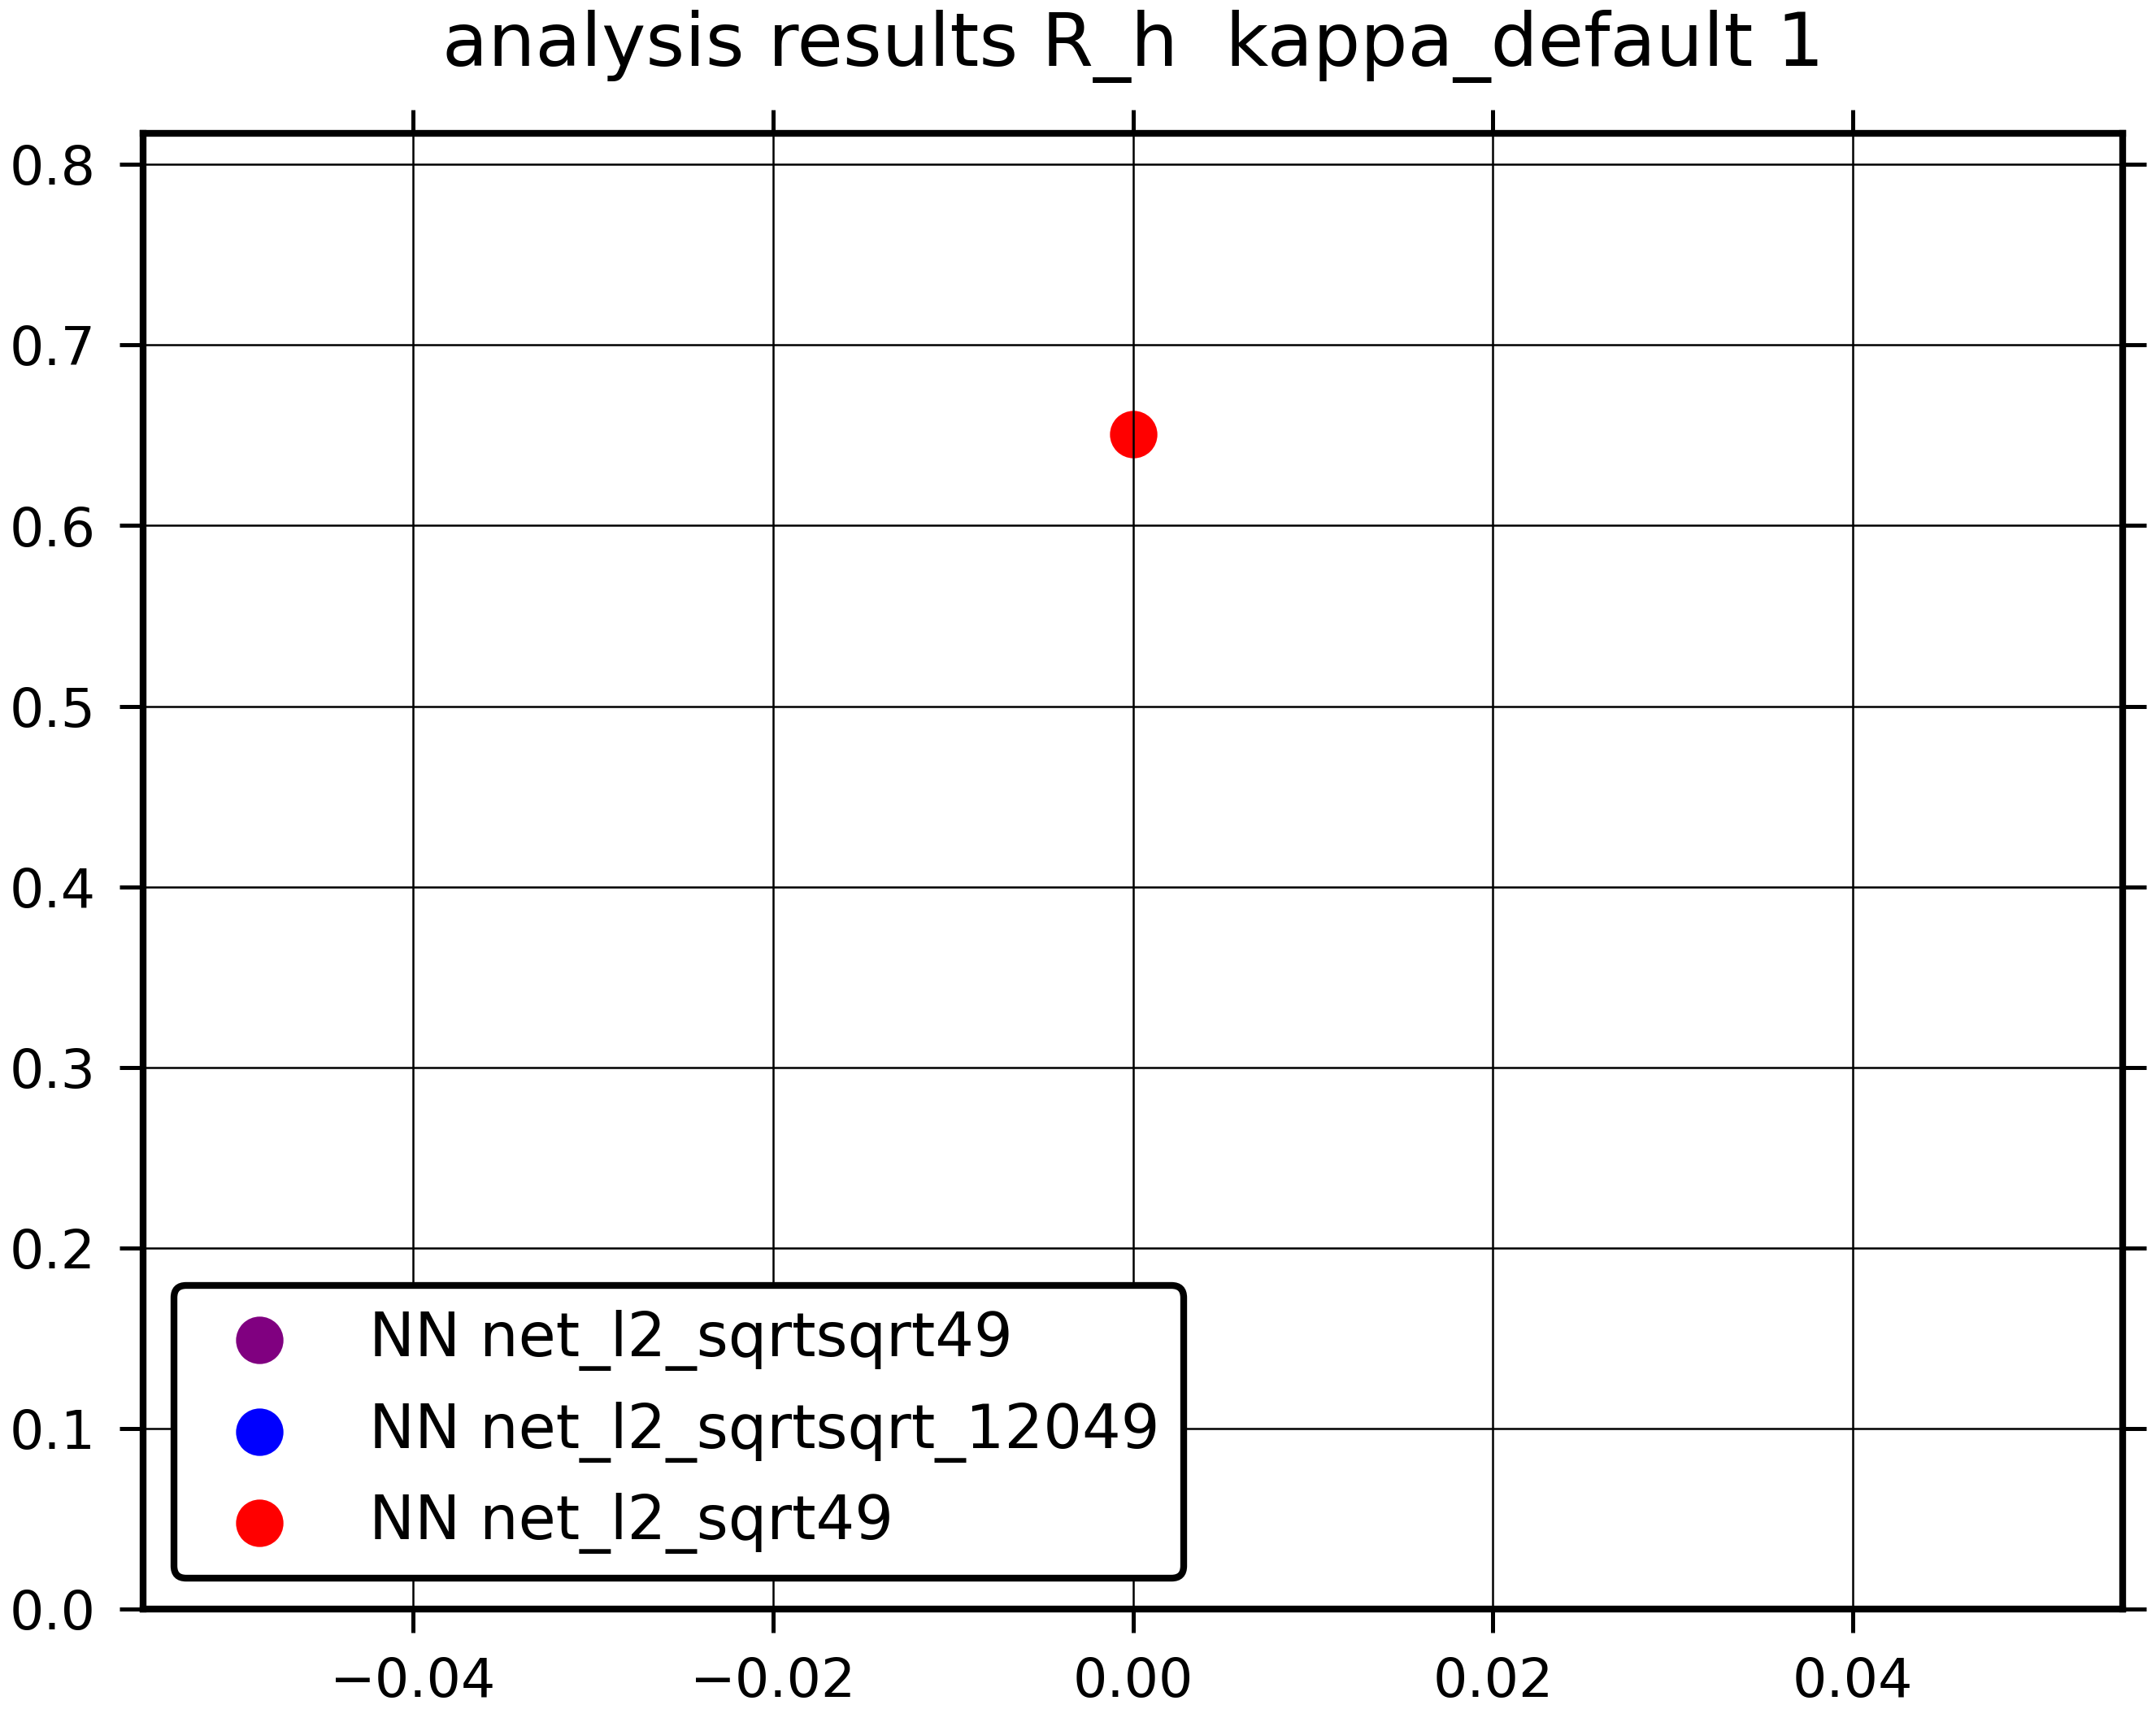 analysis results R_h  kappa_default 1
0.8
0.7
0.6
0.5
0.4
0.3
0.2
0.1
0.0
NN net_l2_sqrtsqrt49
NN net_l2_sqrtsqrt_12049
NN net_l2_sqrt49
−0.04 −0.02 0.00 0.02 0.04